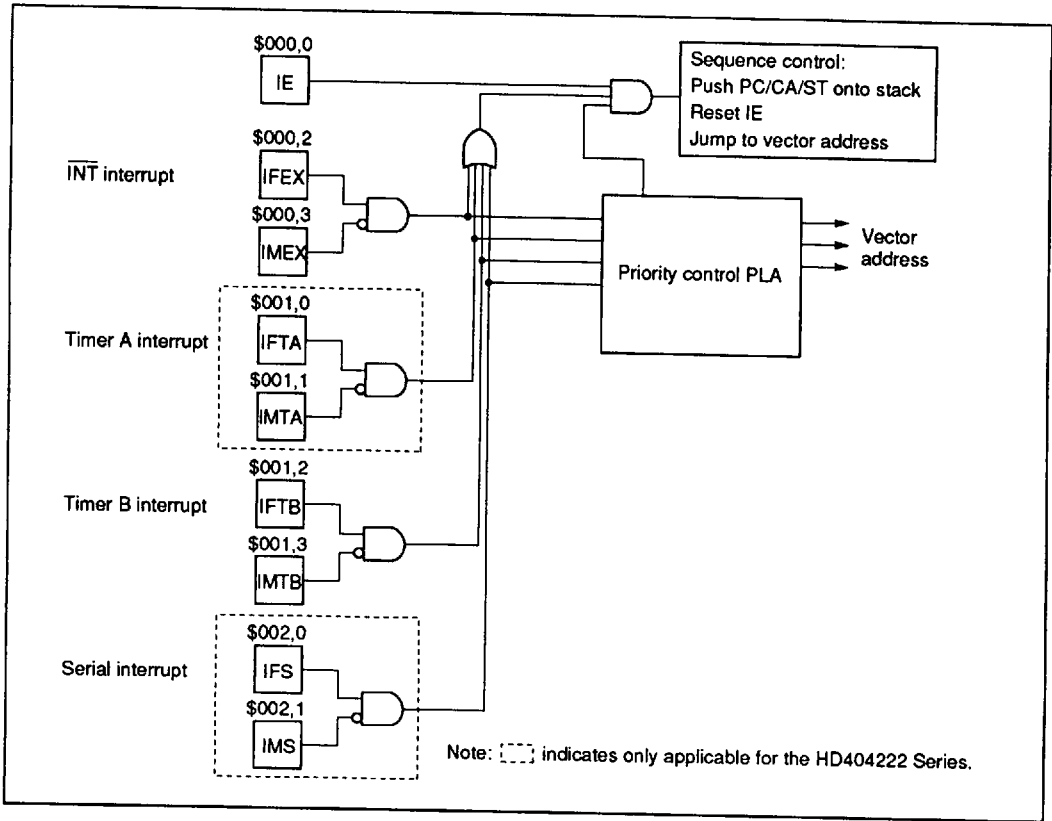 $000,0
IE
Sequence control:
Push PC/CA/ST onto stack
Reset IE
Jump to vector address
$000,2
INT interrupt
IFEX
$000,3
IMEX
Vector
address
Priority control PLA
$001,0
Timer A interrupt
IFTA
$001,1
IMTA
$001,2
Timer B interrupt
IFTB
$001,3
IMTB
$002,0
Serial interrupt
IFS
$002,1
IMS
Note: indicates only applicable for the HD404222 Series.